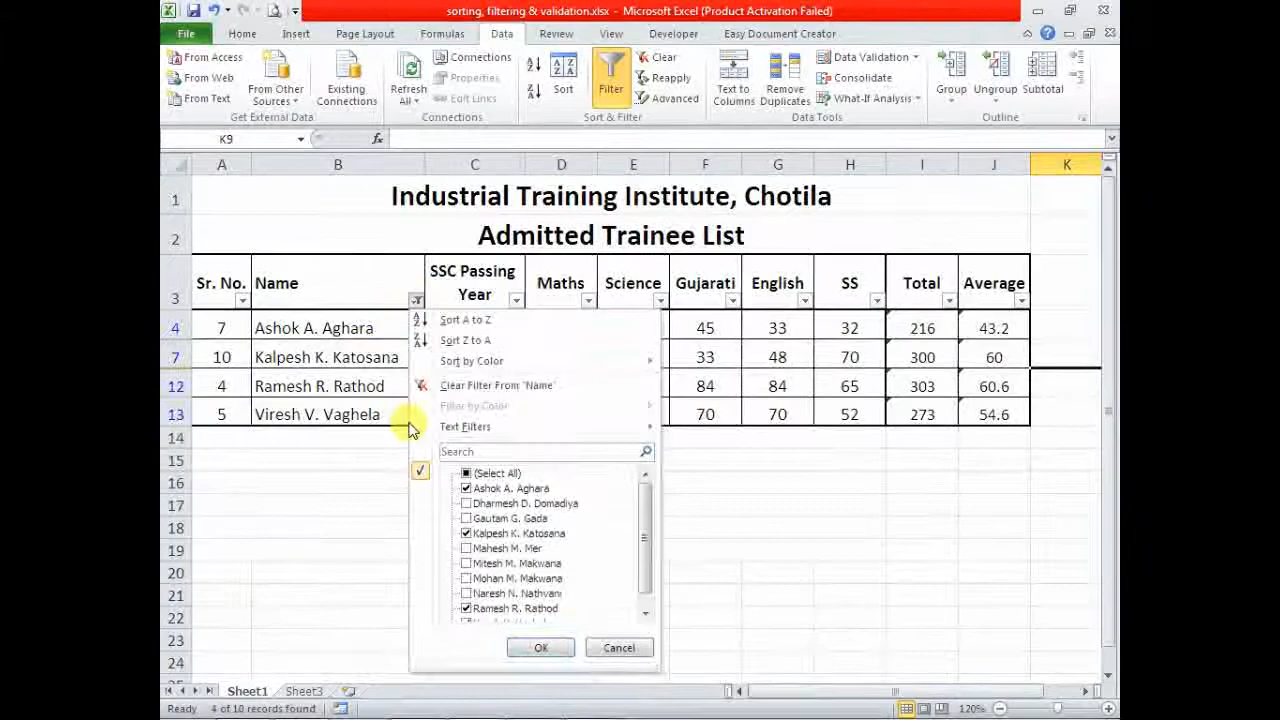 sorting, filtering & validation.xlsx - Microsoft Excel (Product Activation Failed)
File Home Insert Page Layout Formulas Data Review View Developer Easy Document Creator
From Access
From Web
From Text
From Other Sources
Existing Connections
Get External Data
Refresh All
Connections
Properties
Edit Links
Connections
Sort
Filter
Clear
Reapply
Advanced
Sort & Filter
Text to Columns
Remove Duplicates
Data Validation
Consolidate
What-If Analysis
Data Tools
Group
Ungroup
Subtotal
Outline
K9 fx
A B C D E F G H I J K
1 Industrial Training Institute, Chotila
2 Admitted Trainee List
3 Sr. No. Name SSC Passing Year Maths Science Gujarati English SS Total Average
4 7 Ashok A. Aghara 45 33 32 216 43.2
7 10 Kalpesh K. Katosana 33 48 70 300 60
12 4 Ramesh R. Rathod 84 84 65 303 60.6
13 5 Viresh V. Vaghela 70 70 52 273 54.6
14
15
16
17
18
19
20
21
22
23
24
Sort A to Z
Sort Z to A
Sort by Color
Clear Filter From "Name"
Filter by Color
Text Filters
Search
(Select All)
Ashok A. Aghara
Dharmesh D. Domadiya
Gautam G. Gada
Kalpesh K. Katosana
Mahesh M. Mer
Mitesh M. Makwana
Mohan M. Makwana
Naresh N. Nathvani
Ramesh R. Rathod
OK Cancel
Sheet1 Sheet3
Ready 4 of 10 records found 120%